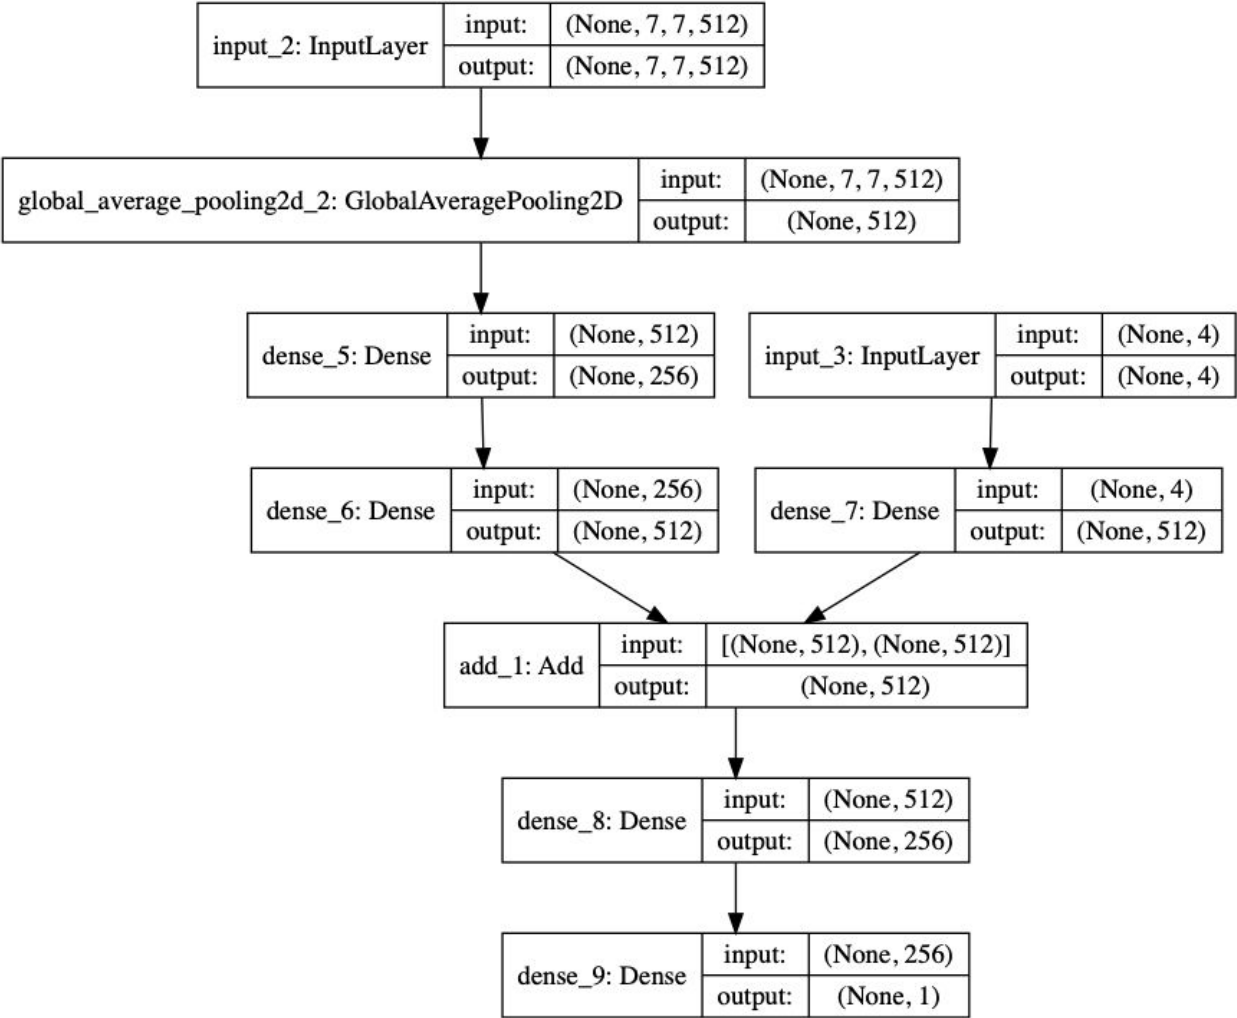 input_2: InputLayer
input: (None, 7, 7, 512)
output: (None, 7, 7, 512)
global_average_pooling2d_2: GlobalAveragePooling2D
input: (None, 7, 7, 512)
output: (None, 512)
dense_5: Dense
input: (None, 512)
output: (None, 256)
input_3: InputLayer
input: (None, 4)
output: (None, 4)
dense_6: Dense
input: (None, 256)
output: (None, 512)
dense_7: Dense
input: (None, 4)
output: (None, 512)
add_1: Add
input: [(None, 512), (None, 512)]
output: (None, 512)
dense_8: Dense
input: (None, 512)
output: (None, 256)
dense_9: Dense
input: (None, 256)
output: (None, 1)